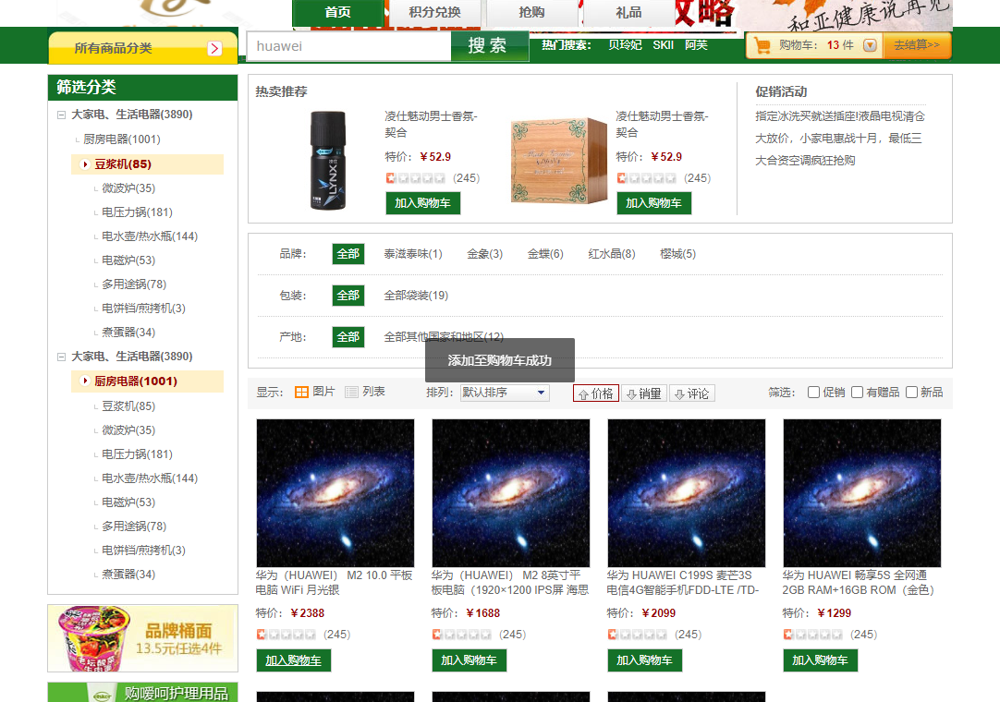 首页
积分兑换
抢购
礼品
攻略
和亚健康说再见
所有商品分类
huawei
搜 索
热门搜索： 贝玲妃 SKII 阿芙
购物车： 13 件
去结算>>
筛选分类
大家电、生活电器(3890)
厨房电器(1001)
豆浆机(85)
微波炉(35)
电压力锅(181)
电水壶/热水瓶(144)
电磁炉(53)
多用途锅(78)
电饼铛/煎拷机(3)
煮蛋器(34)
大家电、生活电器(3890)
厨房电器(1001)
豆浆机(85)
微波炉(35)
电压力锅(181)
电水壶/热水瓶(144)
电磁炉(53)
多用途锅(78)
电饼铛/煎拷机(3)
煮蛋器(34)
品牌桶面
13.5元任选4件
购嗳呵护理用品
热卖推荐
LYNX
凌仕魅动男士香氛-
契合
特价：￥52.9
(245)
加入购物车
凌仕魅动男士香氛-
契合
特价：￥52.9
(245)
加入购物车
促销活动
指定冰洗买就送插座!液晶电视清仓
大放价，小家电惠战十月，最低三
大合资空调疯狂抢购
品牌： 全部 泰滋泰味(1) 金象(3) 金蝶(6) 红水晶(8) 樱城(5)
包装： 全部 全部袋装(19)
产地： 全部 全部其他国家和地区(12)
添加至购物车成功
显示： 图片 列表 排列： 默认排序 价格 销量 评论 筛选： 促销 有赠品 新品
华为（HUAWEI） M2 10.0 平板
电脑 WiFi 月光银
特价：￥2388
(245)
加入购物车
华为（HUAWEI） M2 8英寸平
板电脑（1920×1200 IPS屏 海思
特价：￥1688
(245)
加入购物车
华为 HUAWEI C199S 麦芒3S
电信4G智能手机FDD-LTE /TD-
特价：￥2099
(245)
加入购物车
华为 HUAWEI 畅享5S 全网通
2GB RAM+16GB ROM（金色）
特价：￥1299
(245)
加入购物车